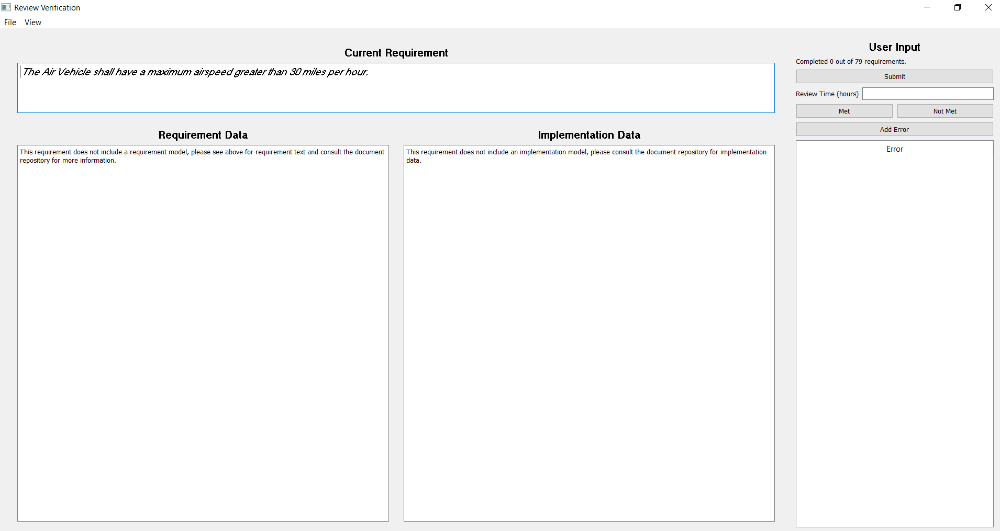 Review Verification
File View
Current Requirement
The Air Vehicle shall have a maximum airspeed greater than 30 miles per hour.
Requirement Data
This requirement does not include a requirement model, please see above for requirement text and consult the document
repository for more information.
Implementation Data
This requirement does not include an implementation model, please consult the document repository for implementation
data.
User Input
Completed 0 out of 79 requirements.
Submit
Review Time (hours)
Met Not Met
Add Error
Error